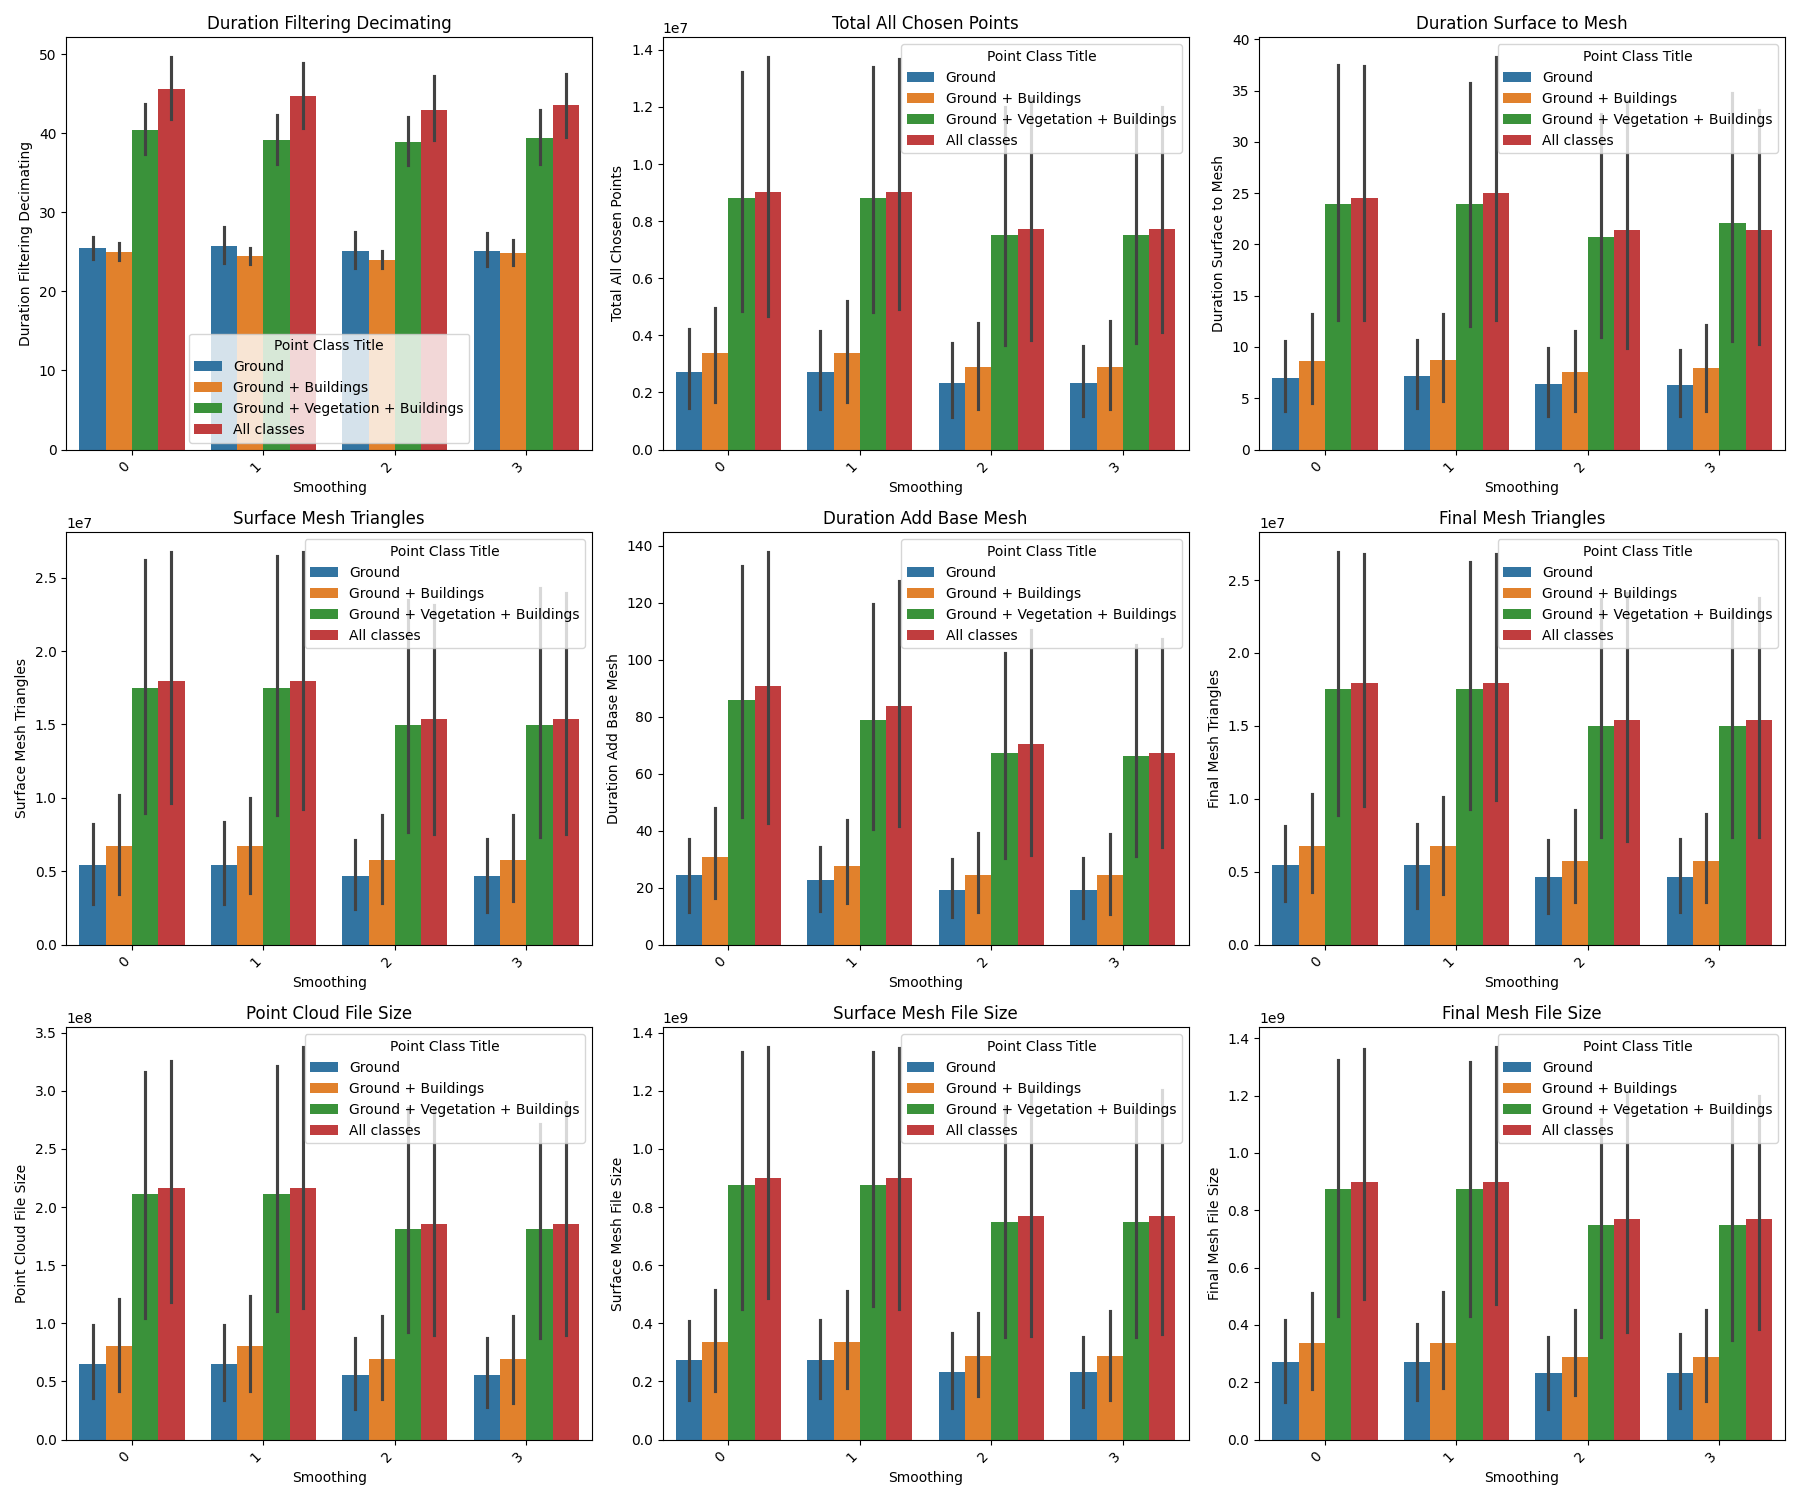 Duration Filtering Decimating
Duration Filtering Decimating
50
40
30
20
10
0
Point Class Title
Ground
Ground + Buildings
Ground + Vegetation + Buildings
All classes
0 1 2 3
Smoothing
Total All Chosen Points
1e7
Total All Chosen Points
1.4
1.2
1.0
0.8
0.6
0.4
0.2
0.0
Point Class Title
Ground
Ground + Buildings
Ground + Vegetation + Buildings
All classes
0 1 2 3
Smoothing
Duration Surface to Mesh
Duration Surface to Mesh
40
35
30
25
20
15
10
5
0
Point Class Title
Ground
Ground + Buildings
Ground + Vegetation + Buildings
All classes
0 1 2 3
Smoothing
Surface Mesh Triangles
1e7
Surface Mesh Triangles
2.5
2.0
1.5
1.0
0.5
0.0
Point Class Title
Ground
Ground + Buildings
Ground + Vegetation + Buildings
All classes
0 1 2 3
Smoothing
Duration Add Base Mesh
Duration Add Base Mesh
140
120
100
80
60
40
20
0
Point Class Title
Ground
Ground + Buildings
Ground + Vegetation + Buildings
All classes
0 1 2 3
Smoothing
Final Mesh Triangles
1e7
Final Mesh Triangles
2.5
2.0
1.5
1.0
0.5
0.0
Point Class Title
Ground
Ground + Buildings
Ground + Vegetation + Buildings
All classes
0 1 2 3
Smoothing
Point Cloud File Size
1e8
Point Cloud File Size
3.5
3.0
2.5
2.0
1.5
1.0
0.5
0.0
Point Class Title
Ground
Ground + Buildings
Ground + Vegetation + Buildings
All classes
0 1 2 3
Smoothing
Surface Mesh File Size
1e9
Surface Mesh File Size
1.4
1.2
1.0
0.8
0.6
0.4
0.2
0.0
Point Class Title
Ground
Ground + Buildings
Ground + Vegetation + Buildings
All classes
0 1 2 3
Smoothing
Final Mesh File Size
1e9
Final Mesh File Size
1.4
1.2
1.0
0.8
0.6
0.4
0.2
0.0
Point Class Title
Ground
Ground + Buildings
Ground + Vegetation + Buildings
All classes
0 1 2 3
Smoothing